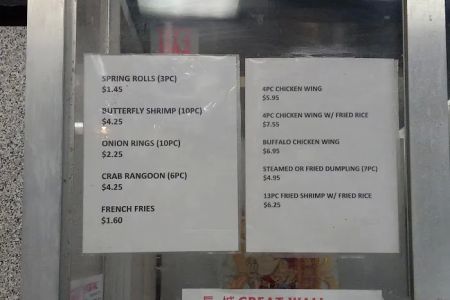 SPRING ROLLS (3PC)
$1.45
BUTTERFLY SHRIMP (10PC)
$4.25
ONION RINGS (10PC)
$2.25
CRAB RANGOON (6PC)
$4.25
FRENCH FRIES
$1.60
4PC CHICKEN WING
$5.95
4PC CHICKEN WING W/ FRIED RICE
$7.55
BUFFALO CHICKEN WING
$6.95
STEAMED OR FRIED DUMPLING (7PC)
$4.95
13PC FRIED SHRIMP W/ FRIED RICE
$6.25
GREAT WALL